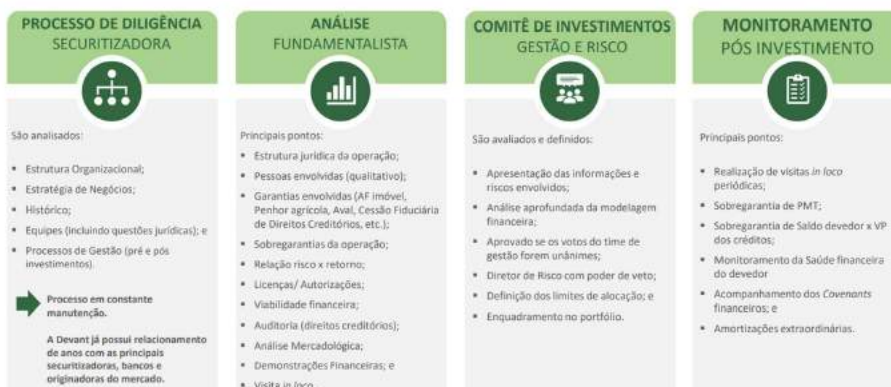 PROCESSO DE DILIGÊNCIA
SECURITIZADORA
São analisados:
▪ Estrutura Organizacional;
▪ Estratégia de Negócios;
▪ Histórico;
▪ Equipes (incluindo questões jurídicas); e
▪ Processos de Gestão (pré e pós
investimentos).
Processo em constante
manutenção.
A Devant já possui relacionamento
de anos com as principais
securitizadoras, bancos e
originadoras do mercado.
ANÁLISE
FUNDAMENTALISTA
Principais pontos:
▪ Estrutura jurídica da operação;
▪ Pessoas envolvidas (qualitativo);
▪ Garantias envolvidas (AF imóvel,
Penhor agrícola, Aval, Cessão Fiduciária
de Direitos Creditórios, etc.);
▪ Sobregarantias da operação;
▪ Relação risco x retorno;
▪ Licenças/ Autorizações;
Viabilidade financeira;
▪ Auditoria (direitos creditórios);
▪ Análise Mercadológica;
▪ Demonstrações Financeiras; e
▪ Visita in loco
COMITÊ DE INVESTIMENTOS
GESTÃO E RISCO
São avaliados e definidos:
▪ Apresentação das informações e
riscos envolvidos;
▪ Análise aprofundada da modelagem
financeira;
▪ Aprovado se os votos do time de
gestão forem unânimes;
▪ Diretor de Risco com poder de veto;
▪ Definição dos limites de alocação; e
▪ Enquadramento no portfólio.
MONITORAMENTO
PÓS INVESTIMENTO
Principais pontos:
▪ Realização de visitas in loco
periódicas;
▪ Sobregarantia de PMT;
▪ Sobregarantia de Saldo devedor x VP
dos créditos;
▪ Monitoramento da Saúde financeira
do devedor
▪ Acompanhamento dos Covenants
financeiros; e
▪ Amortizações extraordinárias.